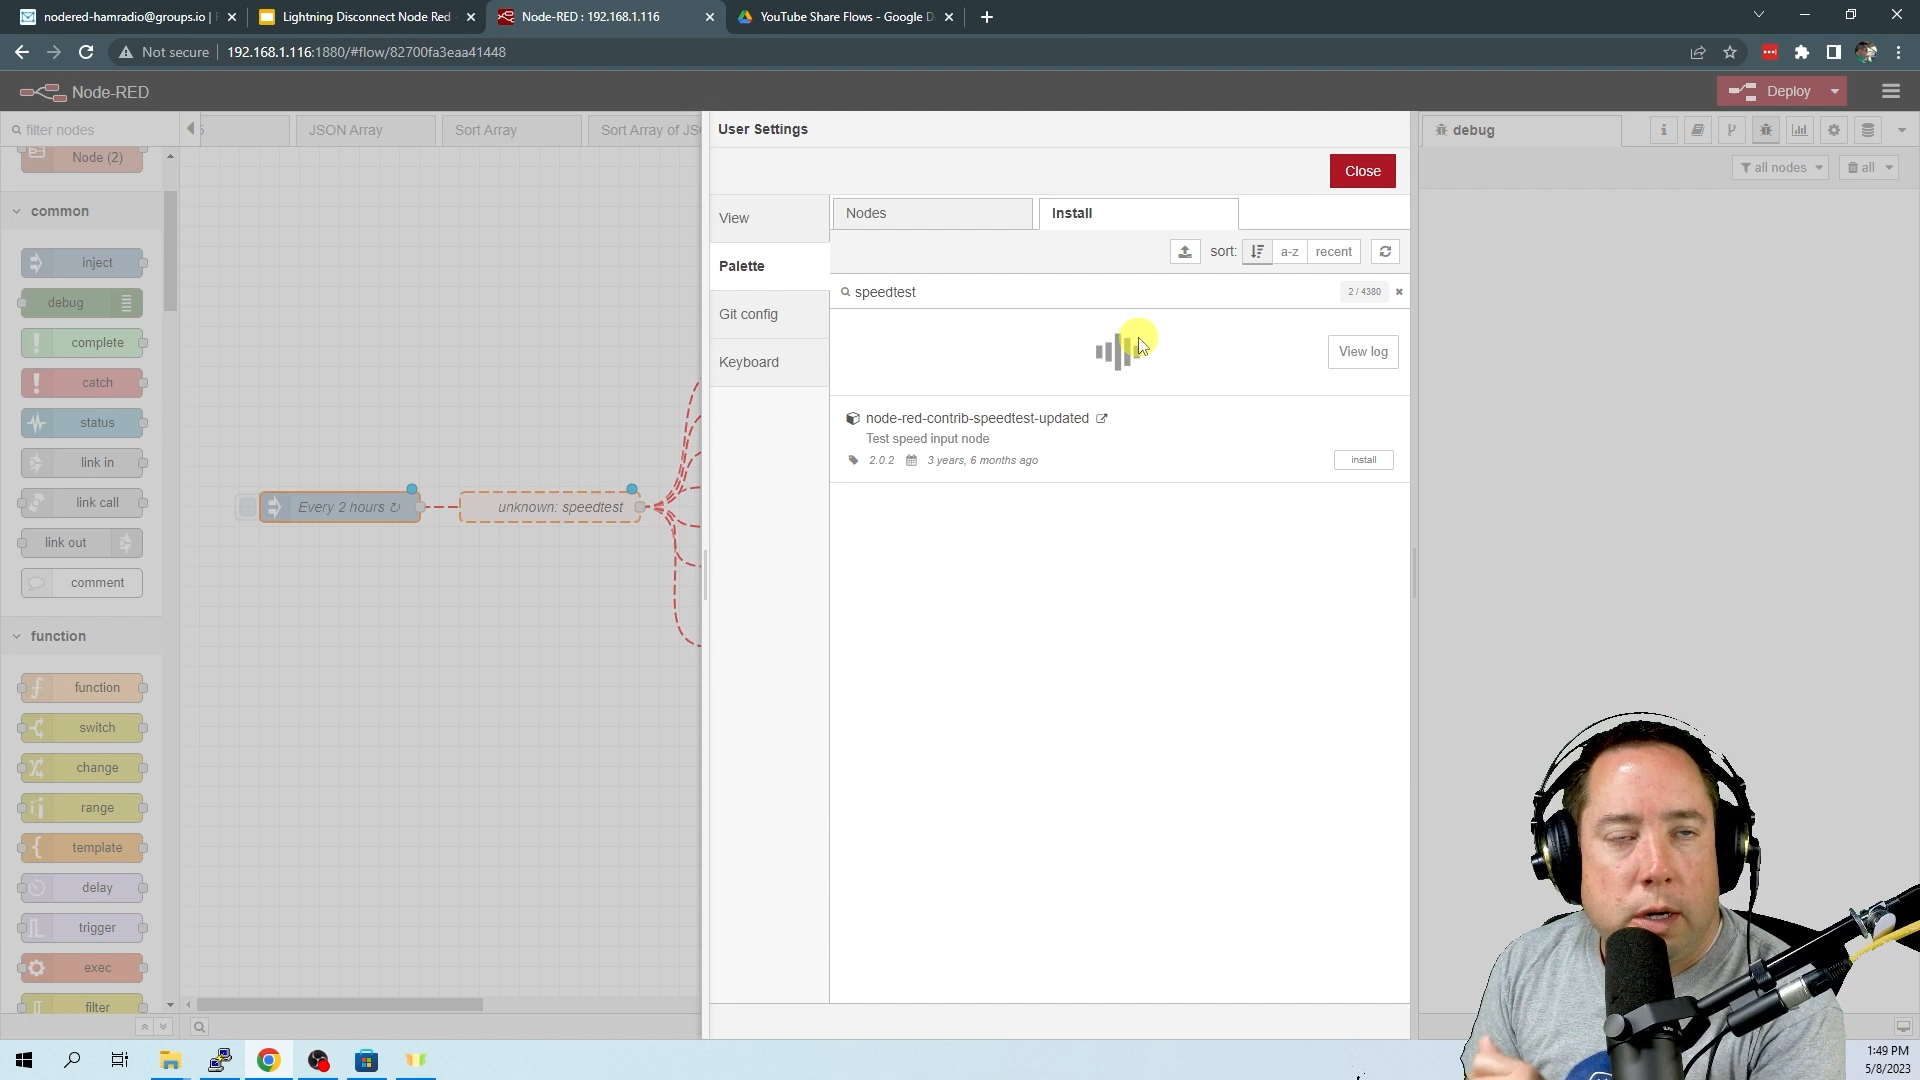 nodered-hamradio@groups.io |
Lightning Disconnect Node Red
Node-RED : 192.168.1.116
YouTube Share Flows - Google D
Not secure
192.168.1.116:1880/#flow/82700fa3eaa41448
Node-RED
Deploy
filter nodes
JSON Array
Sort Array
Sort Array of JS
User Settings
debug
Node (2)
Close
all nodes
all
common
View
Nodes
Install
inject
Palette
sort:
a-z
recent
debug
speedtest
2 / 4380
Git config
complete
View log
Keyboard
catch
status
node-red-contrib-speedtest-updated
Test speed input node
2.0.2
3 years, 6 months ago
install
link in
link call
Every 2 hours ↻
unknown: speedtest
link out
comment
function
function
switch
change
range
template
delay
trigger
exec
filter
1:49 PM
5/8/2023